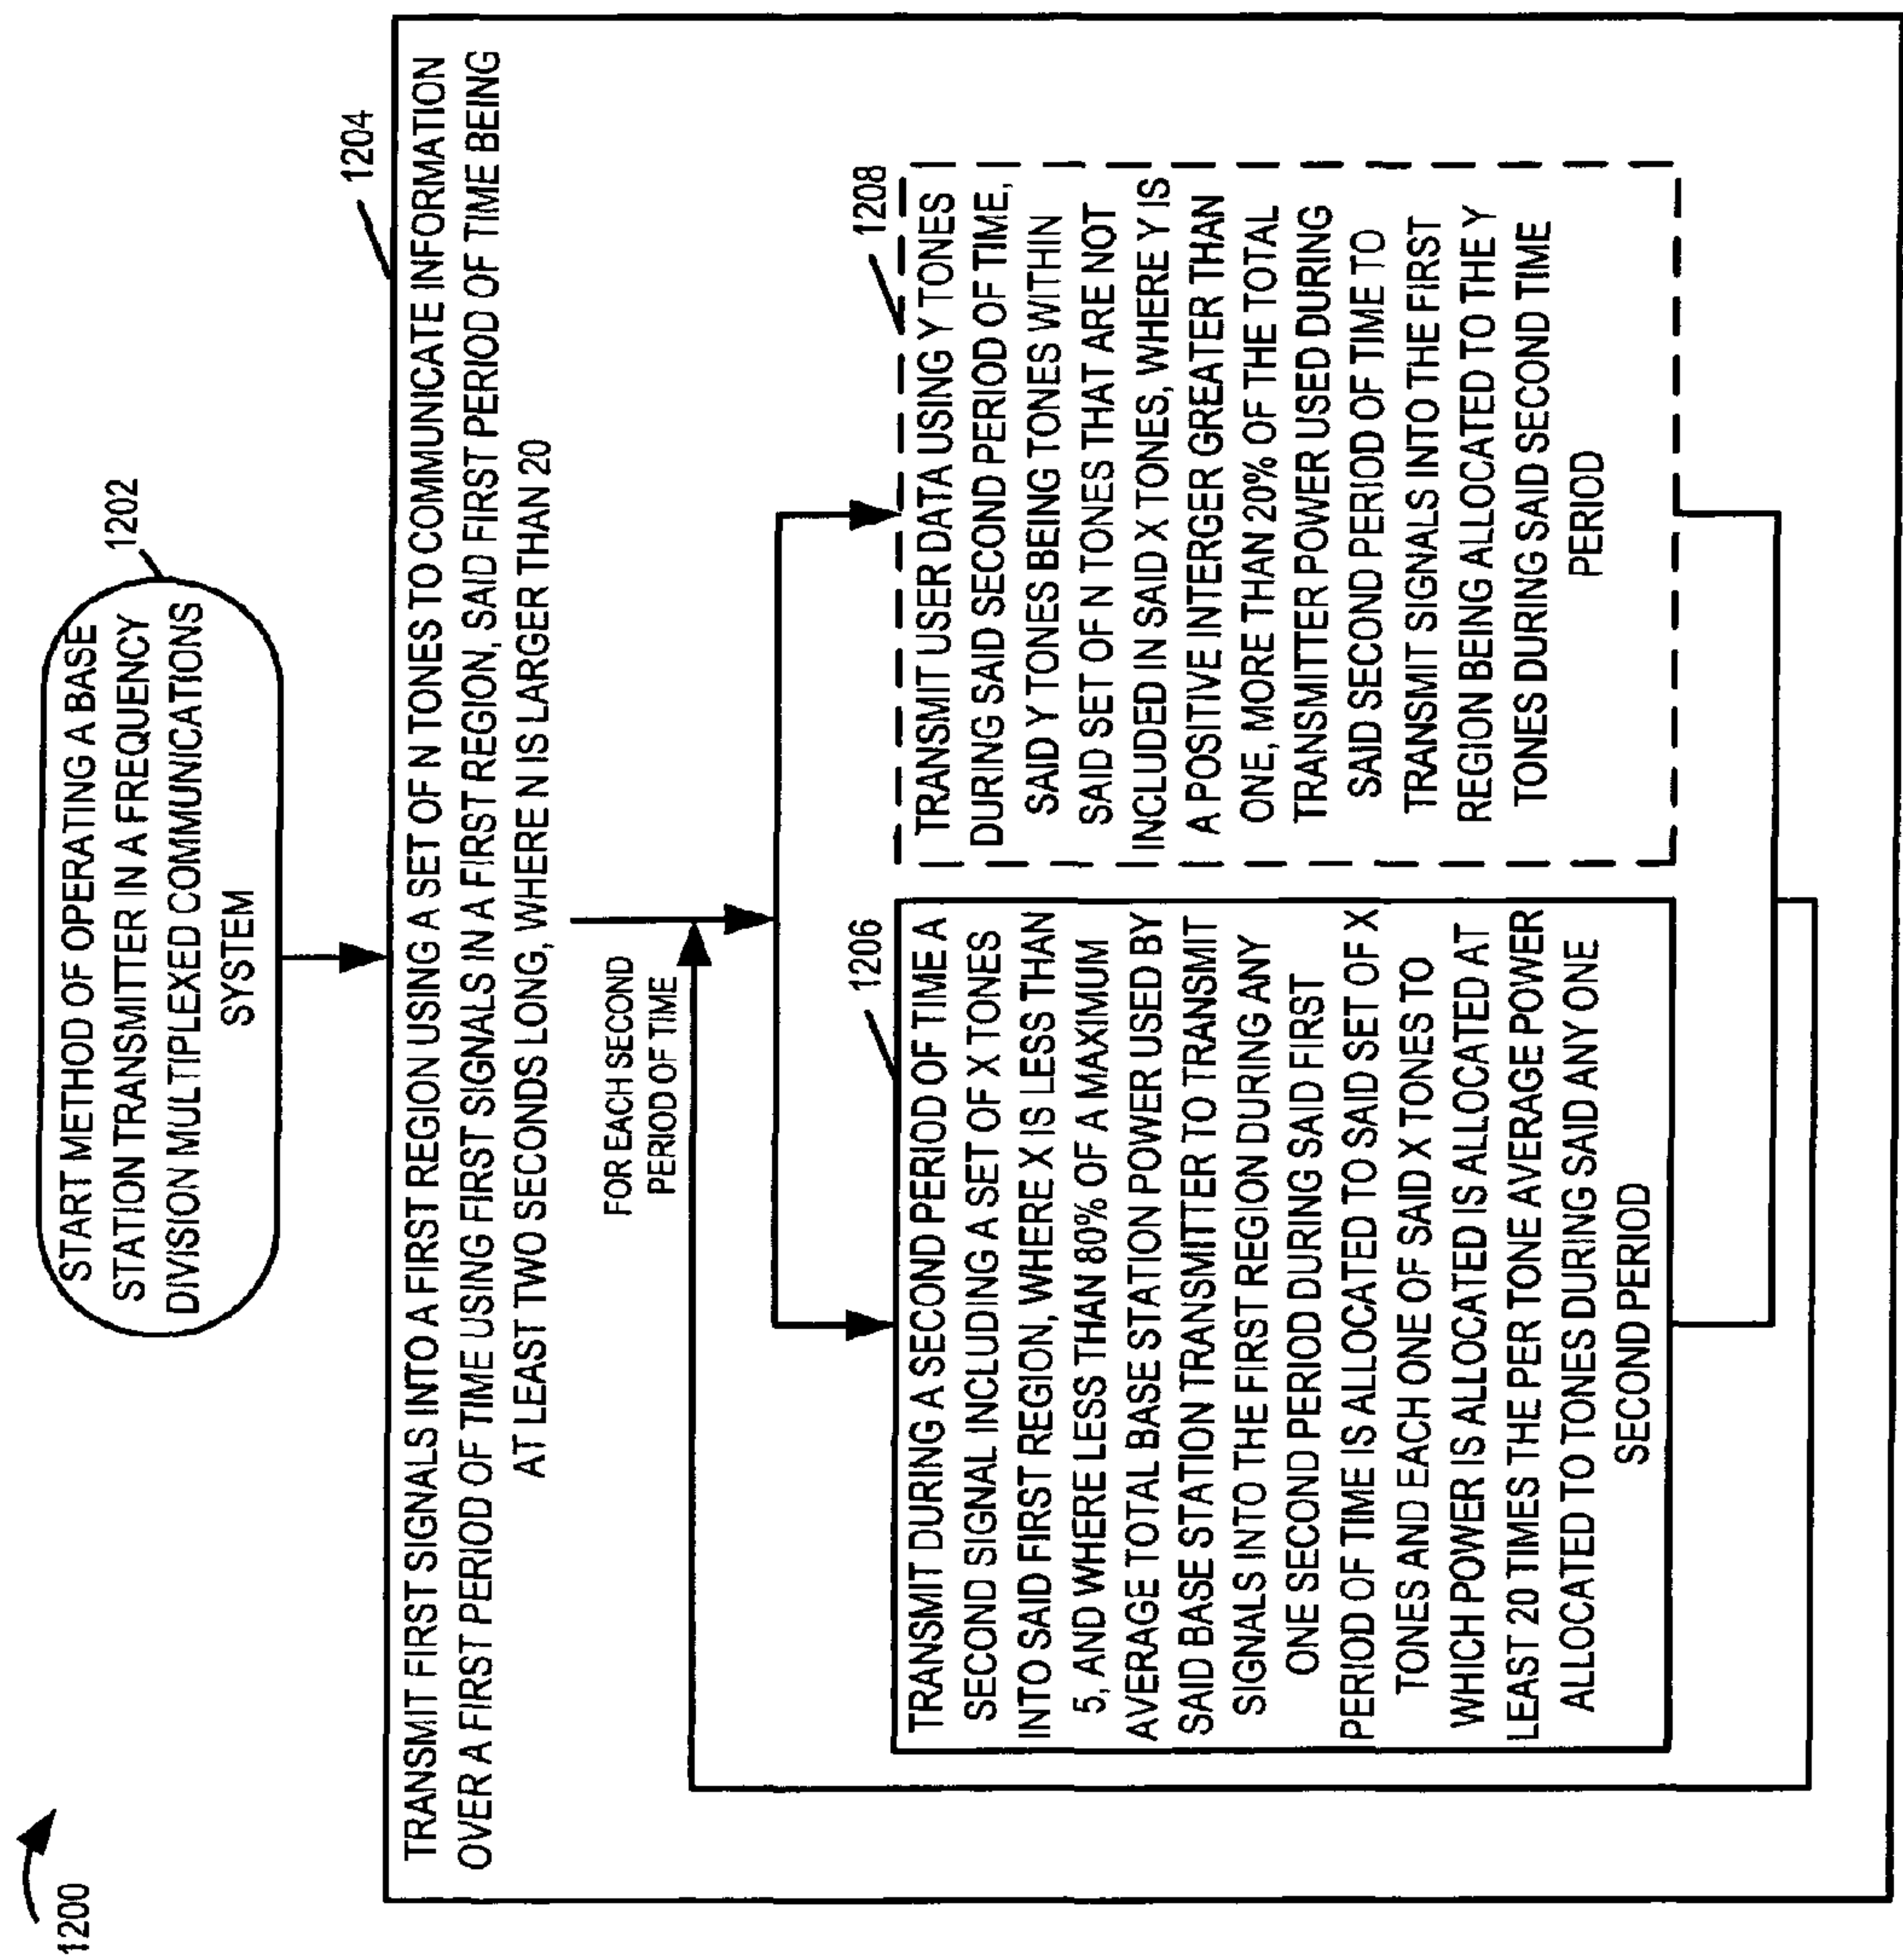 1200
START METHOD OF OPERATING A BASE
STATION TRANSMITTER IN A FREQUENCY
DIVISION MULTIPLEXED COMMUNICATIONS
SYSTEM
1202
1204
TRANSMIT FIRST SIGNALS INTO A FIRST REGION USING A SET OF N TONES TO COMMUNICATE INFORMATION
OVER A FIRST PERIOD OF TIME USING FIRST SIGNALS IN A FIRST REGION, SAID FIRST PERIOD OF TIME BEING
AT LEAST TWO SECONDS LONG, WHERE N IS LARGER THAN 20
FOR EACH SECOND
PERIOD OF TIME
1206
TRANSMIT DURING A SECOND PERIOD OF TIME A
SECOND SIGNAL INCLUDING A SET OF X TONES
INTO SAID FIRST REGION, WHERE X IS LESS THAN
5, AND WHERE LESS THAN 80% OF A MAXIMUM
AVERAGE TOTAL BASE STATION POWER USED BY
SAID BASE STATION TRANSMITTER TO TRANSMIT
SIGNALS INTO THE FIRST REGION DURING ANY
ONE SECOND PERIOD DURING SAID FIRST
PERIOD OF TIME IS ALLOCATED TO SAID SET OF X
TONES AND EACH ONE OF SAID X TONES TO
WHICH POWER IS ALLOCATED IS ALLOCATED AT
LEAST 20 TIMES THE PER TONE AVERAGE POWER
ALLOCATED TO TONES DURING SAID ANY ONE
SECOND PERIOD
1208
TRANSMIT USER DATA USING Y TONES
DURING SAID SECOND PERIOD OF TIME,
SAID Y TONES BEING TONES WITHIN
SAID SET OF N TONES THAT ARE NOT
INCLUDED IN SAID X TONES, WHERE Y IS
A POSITIVE INTERGER GREATER THAN
ONE, MORE THAN 20% OF THE TOTAL
TRANSMITTER POWER USED DURING
SAID SECOND PERIOD OF TIME TO
TRANSMIT SIGNALS INTO THE FIRST
REGION BEING ALLOCATED TO THE Y
TONES DURING SAID SECOND TIME
PERIOD